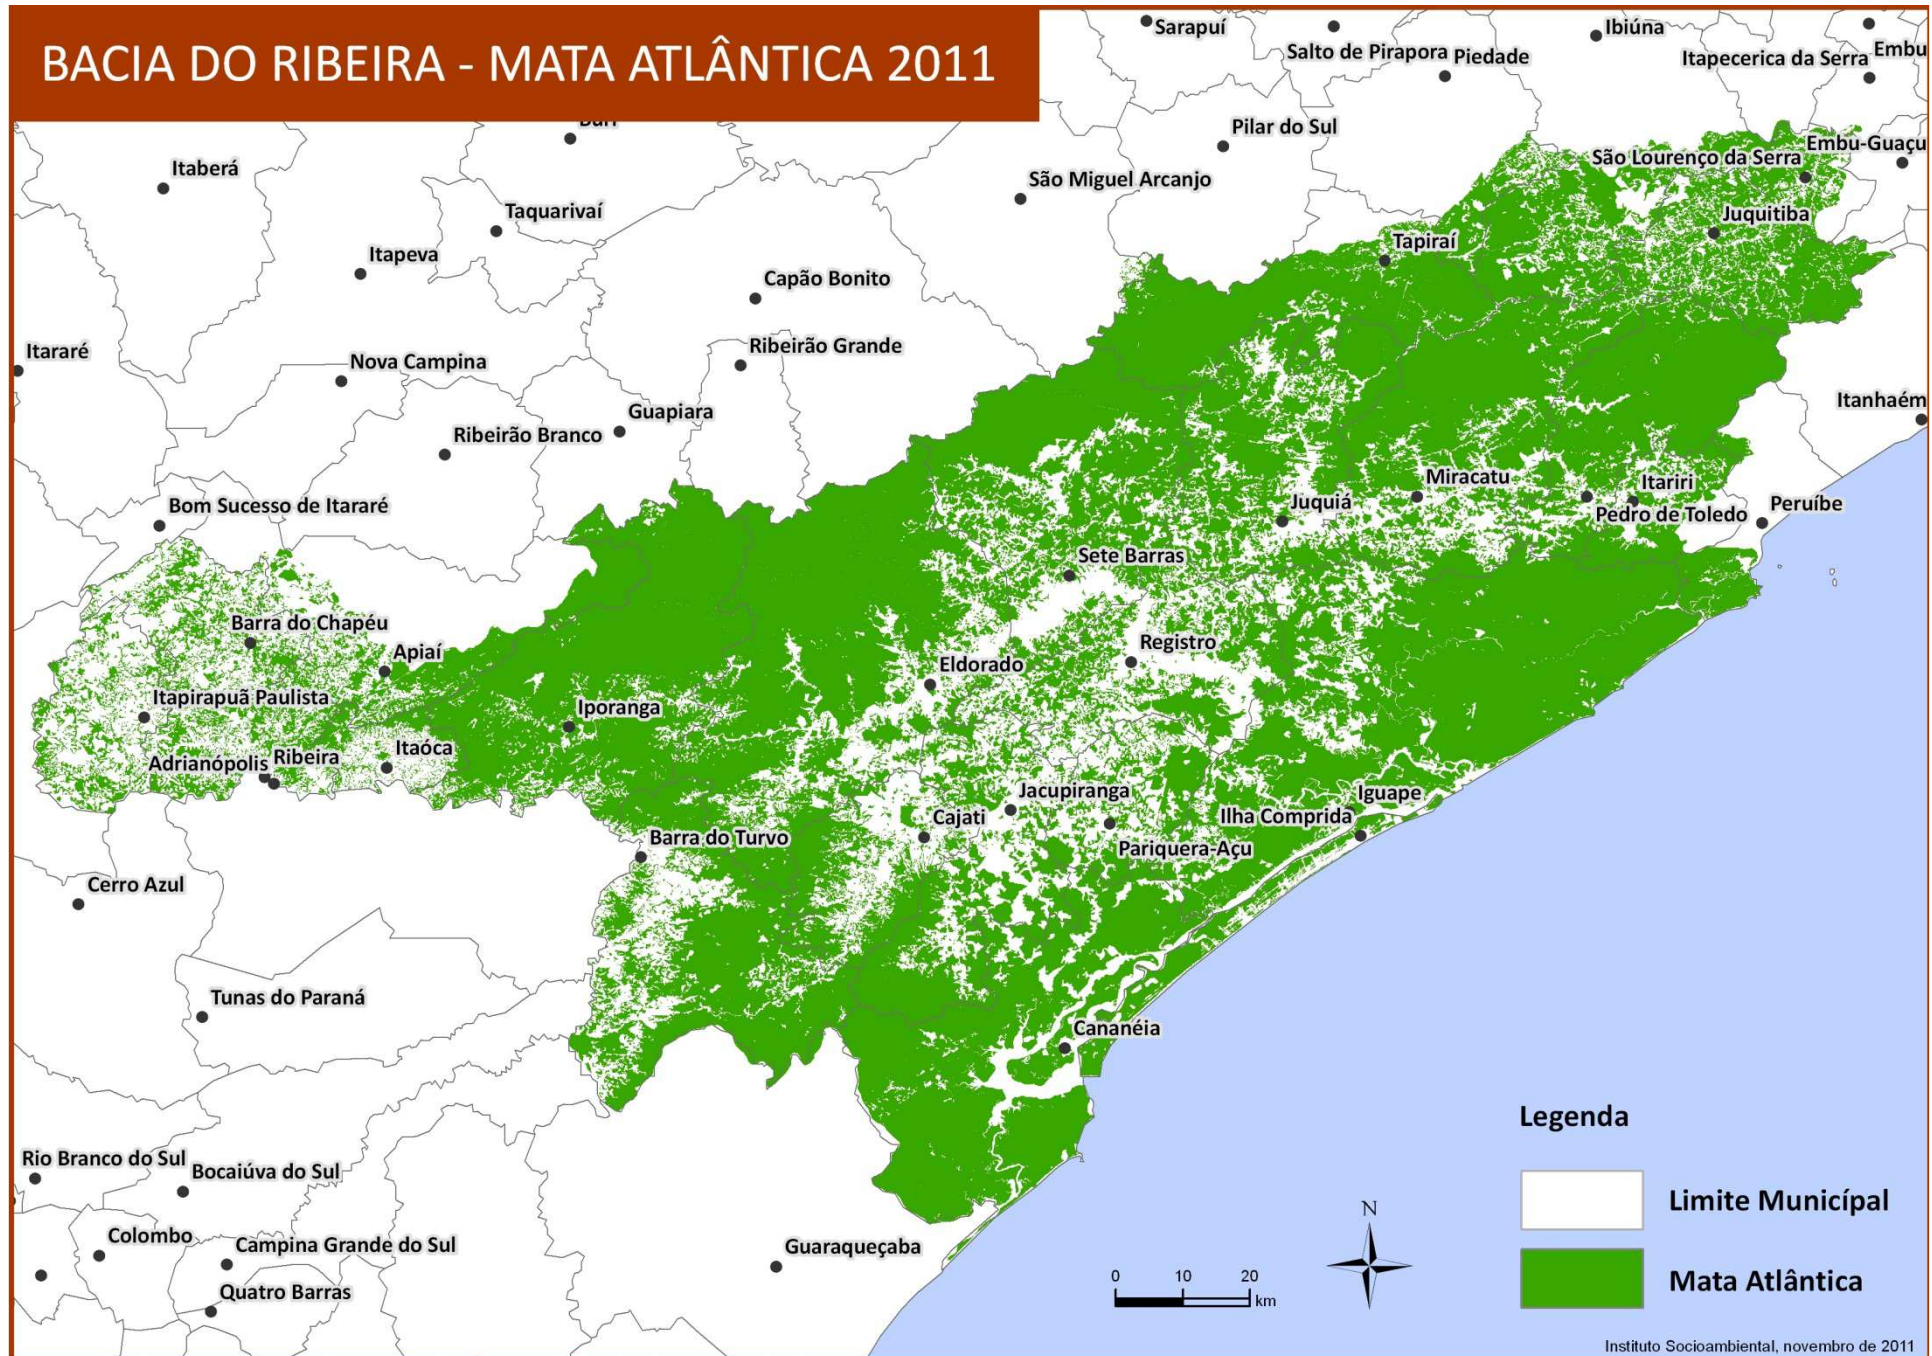 BACIA DO RIBEIRA - MATA ATLÂNTICA 2011
Sarapuí
Salto de Pirapora
Piedade
Ibiúna
Itapecerica da Serra
Embu
Itaberá
Pilar do Sul
São Lourenço da Serra
Embu-Guaçu
São Miguel Arcanjo
Taquarivaí
Juquitiba
Itapeva
Tapiraí
Capão Bonito
Itararé
Nova Campina
Ribeirão Grande
Guapiara
Ribeirão Branco
Itanhaém
Bom Sucesso de Itararé
Miracatu
Itariri
Juquiá
Pedro de Toledo
Peruíbe
Sete Barras
Barra do Chapéu
Apiaí
Registro
Eldorado
Itapirapuã Paulista
Iporanga
Itaóca
Adrianópolis
Ribeira
Jacupiranga
Iguape
Cajati
Ilha Comprida
Barra do Turvo
Pariquera-Açu
Cerro Azul
Tunas do Paraná
Cananéia
Legenda
Rio Branco do Sul
Bocaiúva do Sul
Limite Municípal
N
Colombo
Campina Grande do Sul
Guaraqueçaba
Mata Atlântica
0 10 20
km
Quatro Barras
Instituto Socioambiental, novembro de 2011